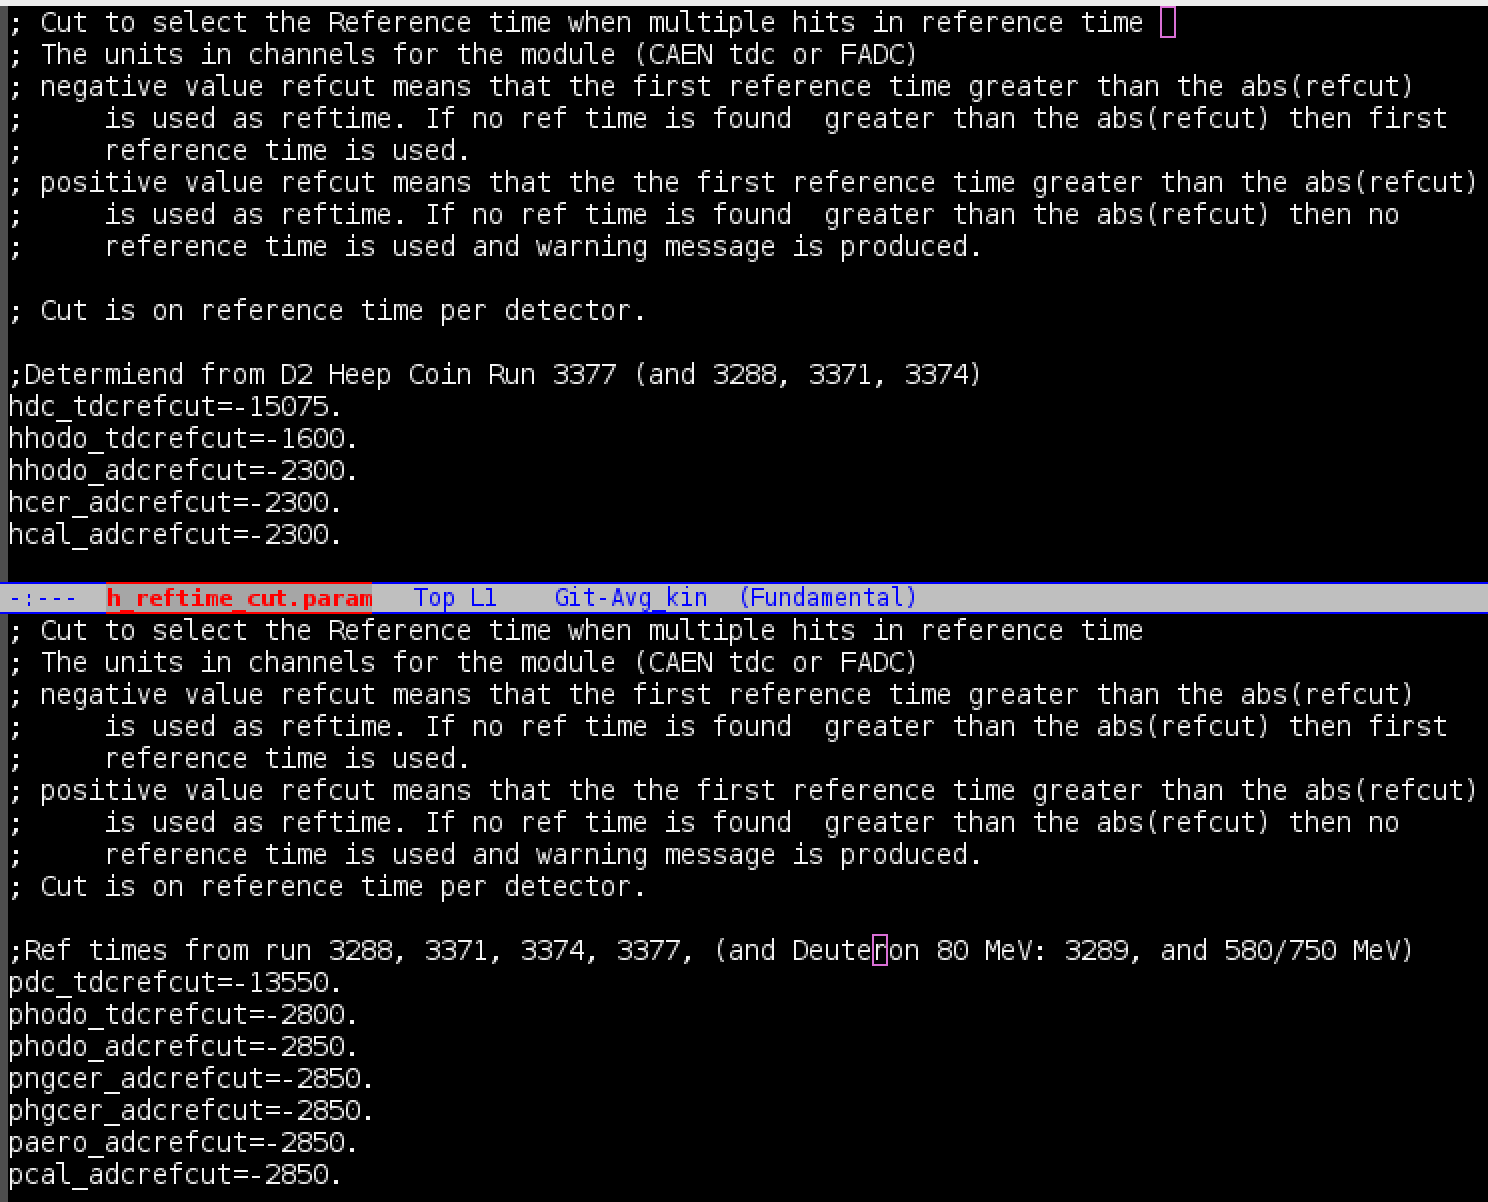 ; Cut to select the Reference time when multiple hits in reference time
; The units in channels for the module (CAEN tdc or FADC)
; negative value refcut means that the first reference time greater than the abs(refcut)
;     is used as reftime. If no ref time is found  greater than the abs(refcut) then first
;     reference time is used.
; positive value refcut means that the the first reference time greater than the abs(refcut)
;     is used as reftime. If no ref time is found  greater than the abs(refcut) then no
;     reference time is used and warning message is produced.

; Cut is on reference time per detector.

;Determiend from D2 Heep Coin Run 3377 (and 3288, 3371, 3374)
hdc_tdcrefcut=-15075.
hhodo_tdcrefcut=-1600.
hhodo_adcrefcut=-2300.
hcer_adcrefcut=-2300.
hcal_adcrefcut=-2300.

-:---  h_reftime_cut.param   Top L1    Git-Avg_kin  (Fundamental)
; Cut to select the Reference time when multiple hits in reference time
; The units in channels for the module (CAEN tdc or FADC)
; negative value refcut means that the first reference time greater than the abs(refcut)
;     is used as reftime. If no ref time is found  greater than the abs(refcut) then first
;     reference time is used.
; positive value refcut means that the the first reference time greater than the abs(refcut)
;     is used as reftime. If no ref time is found  greater than the abs(refcut) then no
;     reference time is used and warning message is produced.
; Cut is on reference time per detector.

;Ref times from run 3288, 3371, 3374, 3377, (and Deuteron 80 MeV: 3289, and 580/750 MeV)
pdc_tdcrefcut=-13550.
phodo_tdcrefcut=-2800.
phodo_adcrefcut=-2850.
pngcer_adcrefcut=-2850.
phgcer_adcrefcut=-2850.
paero_adcrefcut=-2850.
pcal_adcrefcut=-2850.